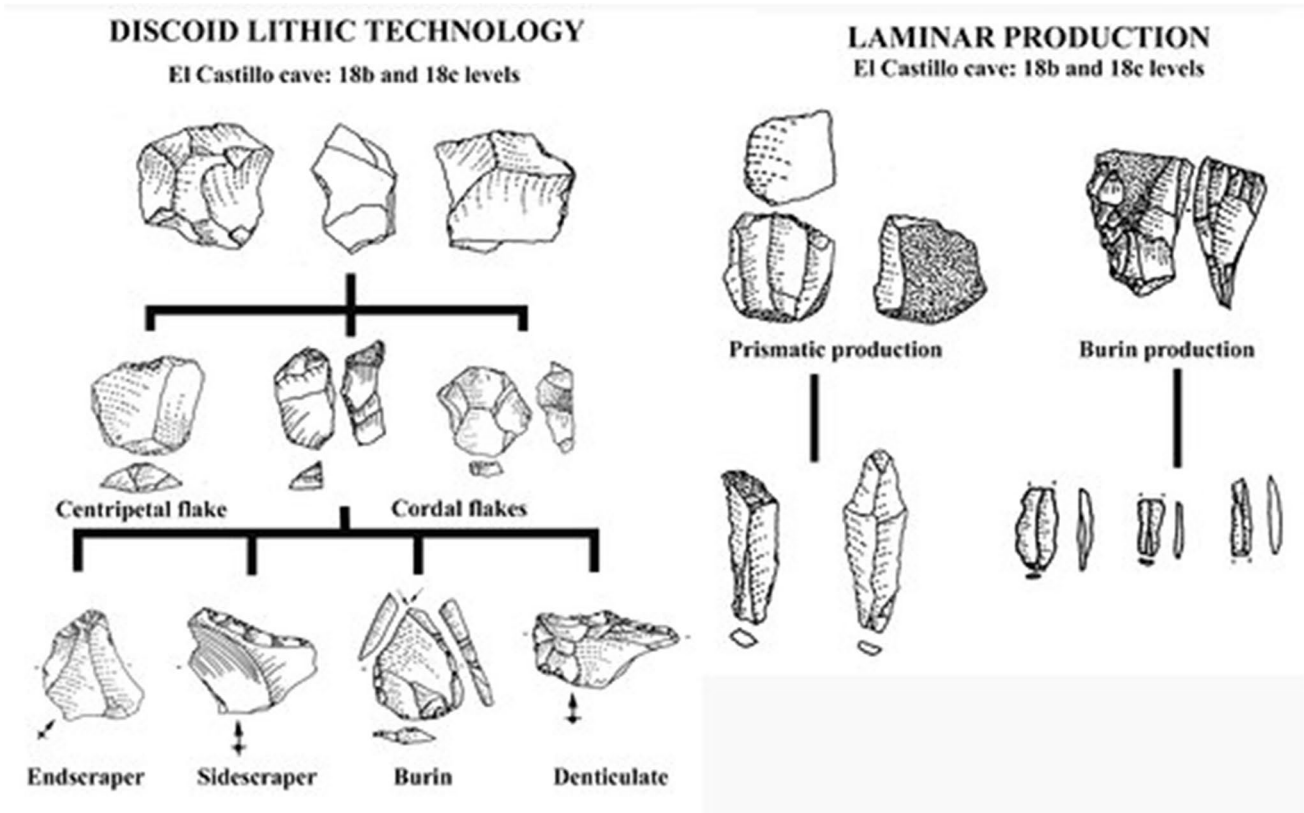 DISCOID LITHIC TECHNOLOGY
El Castillo cave: 18b and 18c levels
Centripetal flake
Cordal flakes
Endscraper
Sidescraper
Burin
Denticulate
LAMINAR PRODUCTION
El Castillo cave: 18b and 18c levels
Prismatic production
Burin production